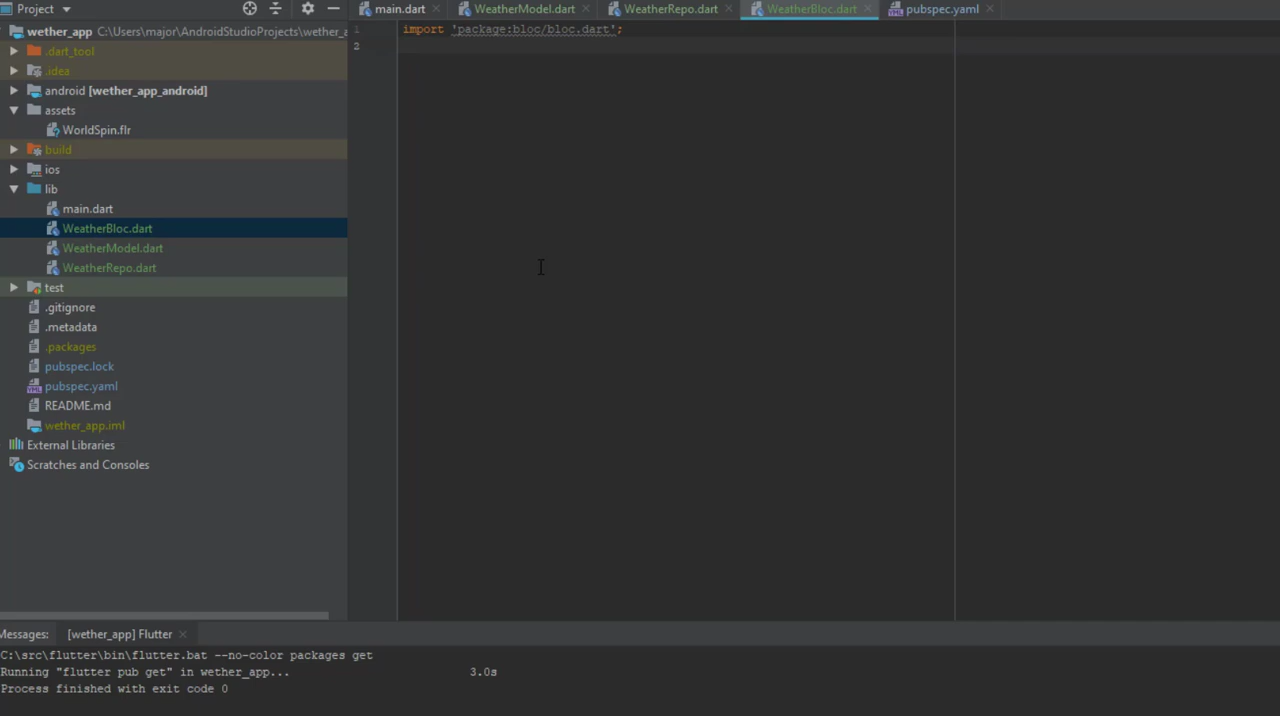 Project
main.dart
WeatherModel.dart
WeatherRepo.dart
WeatherBloc.dart
pubspec.yaml
wether_app C:\Users\major\AndroidStudioProjects\wether_a
.dart_tool
.idea
android [wether_app_android]
assets
WorldSpin.flr
build
ios
lib
main.dart
WeatherBloc.dart
WeatherModel.dart
WeatherRepo.dart
test
.gitignore
.metadata
.packages
pubspec.lock
pubspec.yaml
README.md
wether_app.iml
External Libraries
Scratches and Consoles
1 import 'package:bloc/bloc.dart';
2
Messages: [wether_app] Flutter
C:\src\flutter\bin\flutter.bat --no-color packages get
Running "flutter pub get" in wether_app... 3.0s
Process finished with exit code 0